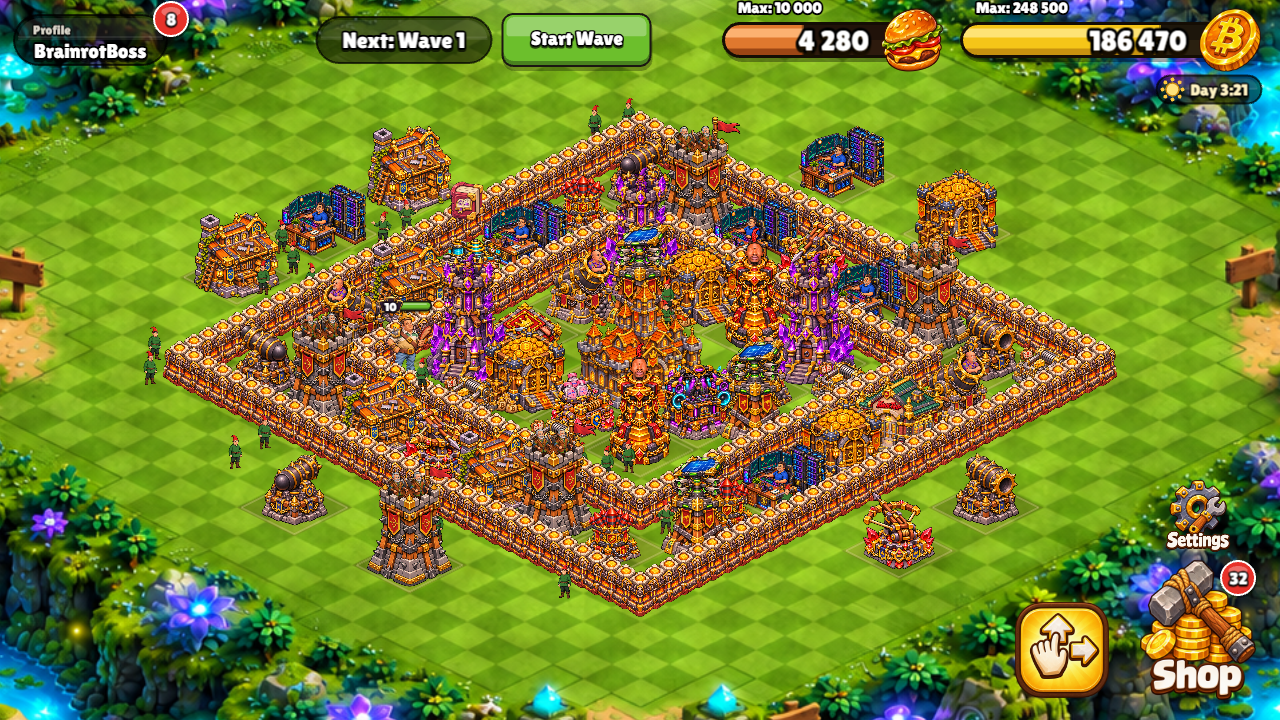 Profile
8
BrainrotBoss
Next: Wave 1
Start Wave
Max: 10 000
4 280
Max: 248 500
186 470
Day 3:21
10
Settings
32
Shop